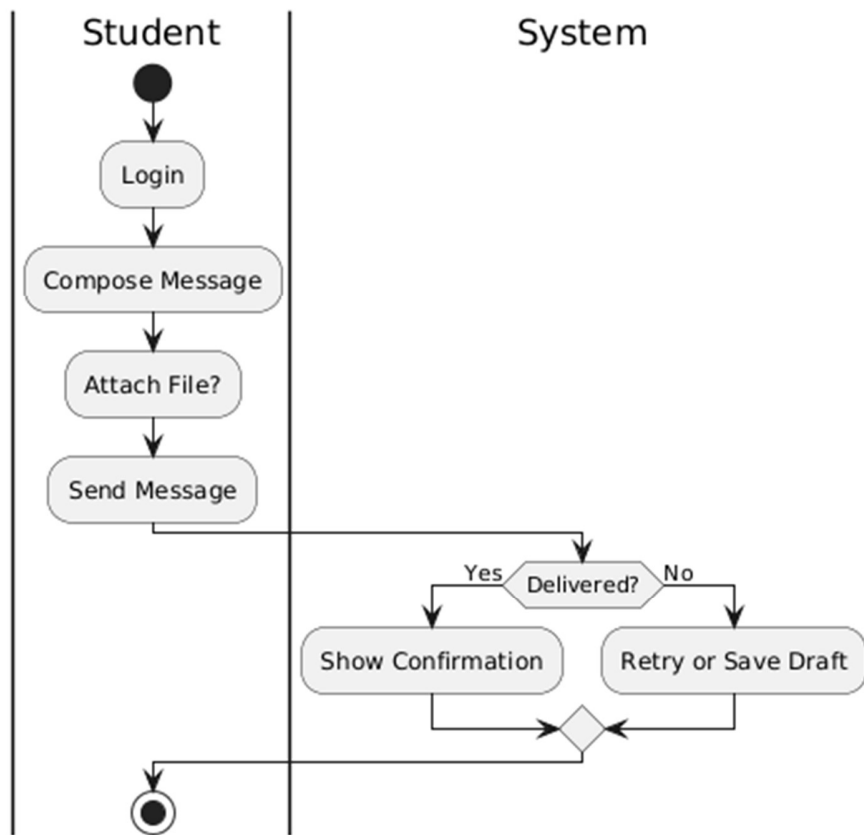 Student
System
Login
Compose Message
Attach File?
Send Message
Yes
Delivered?
No
Show Confirmation
Retry or Save Draft